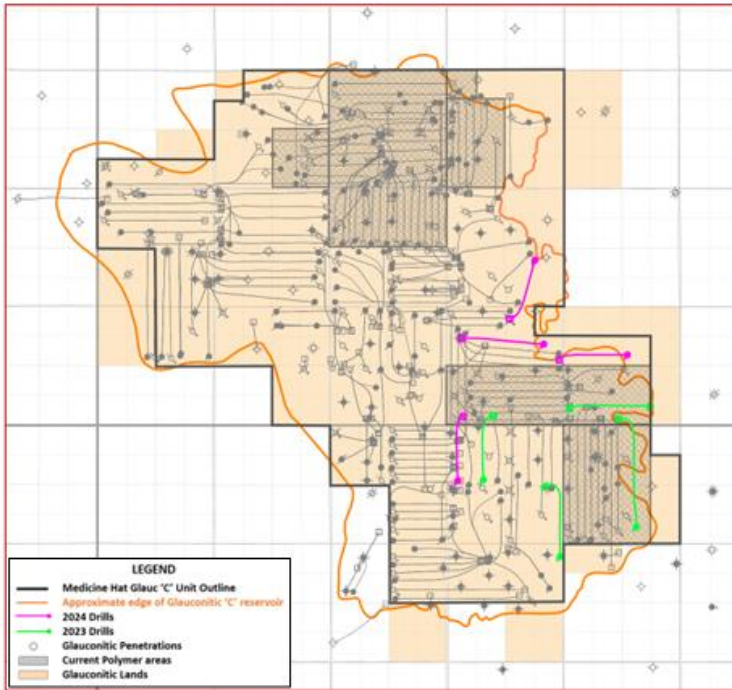 LEGEND
Medicine Hat Glauc 'C' Unit Outline
Approximate edge of Glauconitic 'C' reservoir
2024 Drills
2023 Drills
Glauconitic Penetrations
Current Polymer areas
Glauconitic Lands